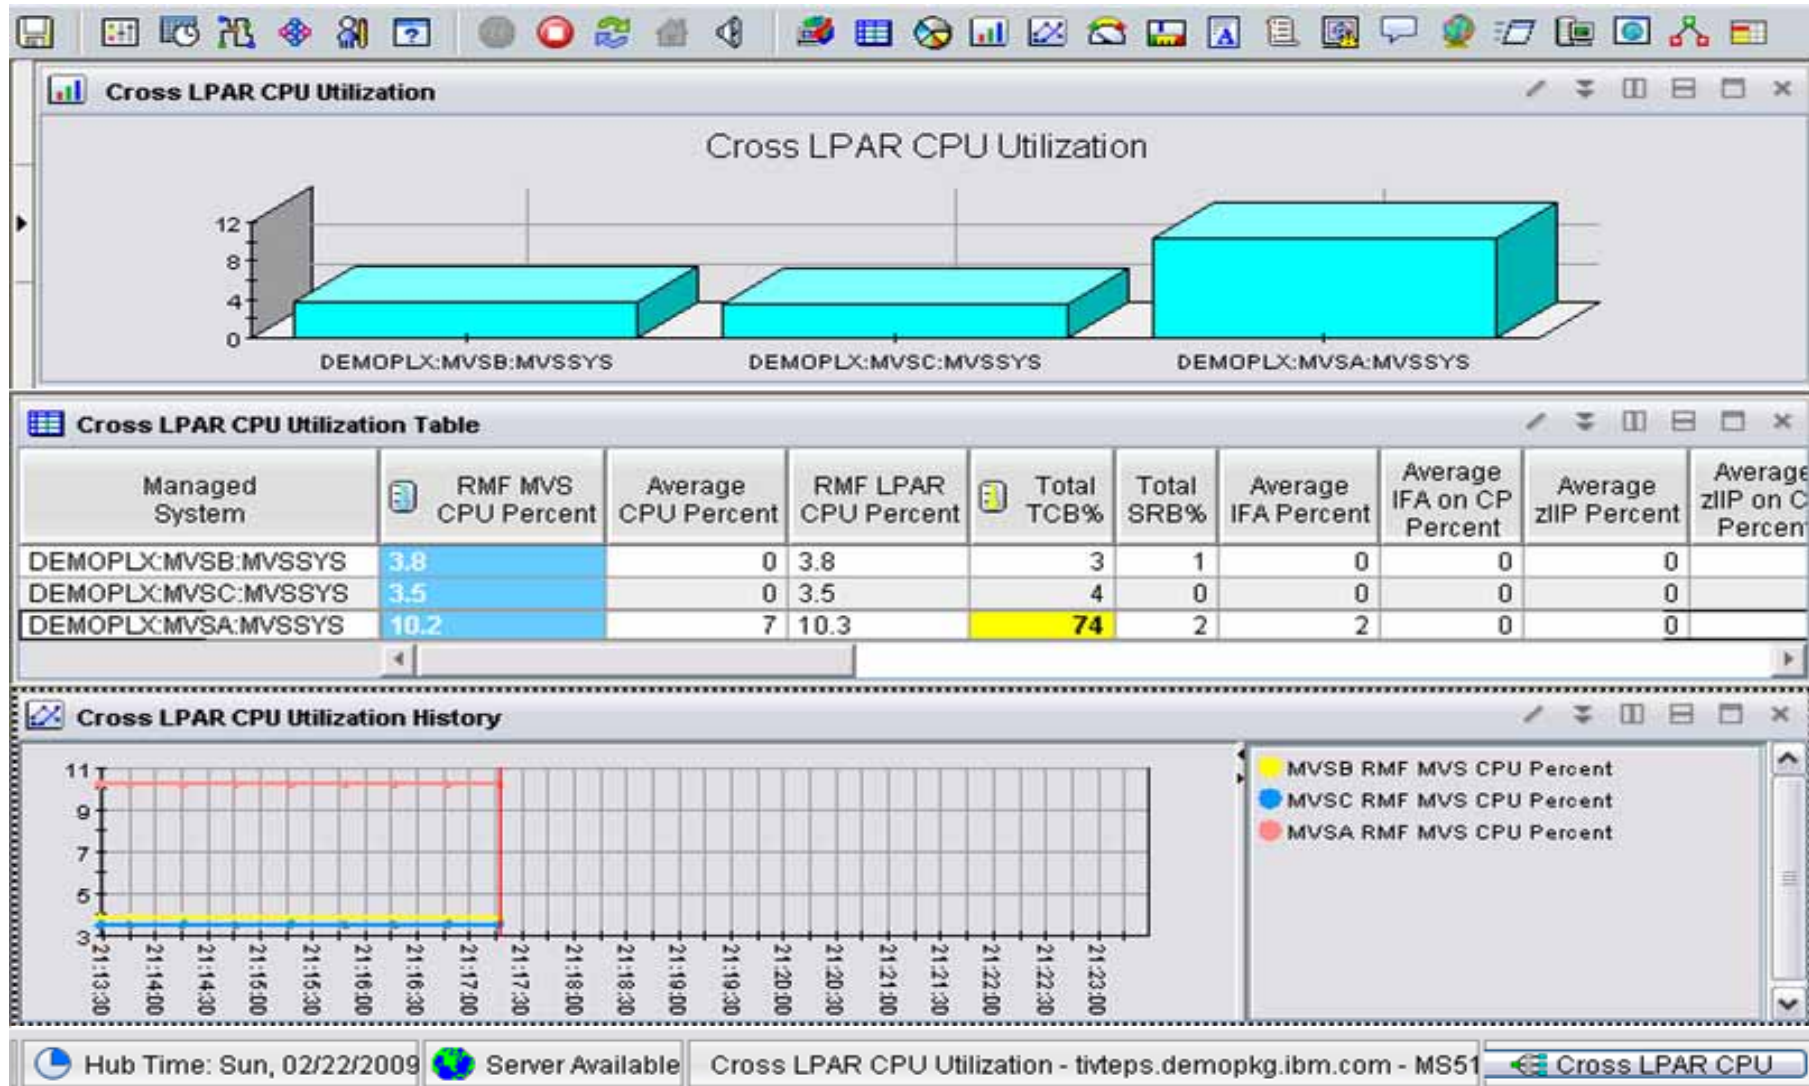 Cross LPAR CPU Utilization
Cross LPAR CPU Utilization
12
8
4
0
DEMOPLX:MVSB:MVSSYS DEMOPLX:MVSC:MVSSYS DEMOPLX:MVSA:MVSSYS
Cross LPAR CPU Utilization Table
Managed System RMF MVS CPU Percent Average CPU Percent RMF LPAR CPU Percent Total TCB% Total SRB% Average IFA Percent Average IFA on CP Percent Average zIIP Percent Average zIIP on C Percen
DEMOPLX:MVSB:MVSSYS 3.8 0 3.8 3 1 0 0 0
DEMOPLX:MVSC:MVSSYS 3.5 0 3.5 4 0 0 0 0
DEMOPLX:MVSA:MVSSYS 10.2 7 10.3 74 2 2 0 0
Cross LPAR CPU Utilization History
11
9
7
5
3
MVSB RMF MVS CPU Percent
MVSC RMF MVS CPU Percent
MVSA RMF MVS CPU Percent
21:13:30 21:14:00 21:14:30 21:15:00 21:15:30 21:16:00 21:16:30 21:17:00 21:17:30 21:18:00 21:18:30 21:19:00 21:19:30 21:20:00 21:20:30 21:21:00 21:21:30 21:22:00 21:22:30 21:23:00
Hub Time: Sun, 02/22/2009 Server Available Cross LPAR CPU Utilization - tivteps.demopkg.ibm.com - MS51 Cross LPAR CPU